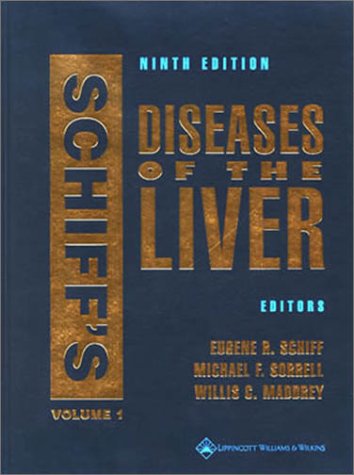 NINTH EDITION
SCHIFF'S
VOLUME 1
DISEASES
OF THE
LIVER
EDITORS
EUGENE R. SCHIFF
MICHAEL F. SORRELL
WILLIS C. MADDREY
LIPPINCOTT WILLIAMS & WILKINS